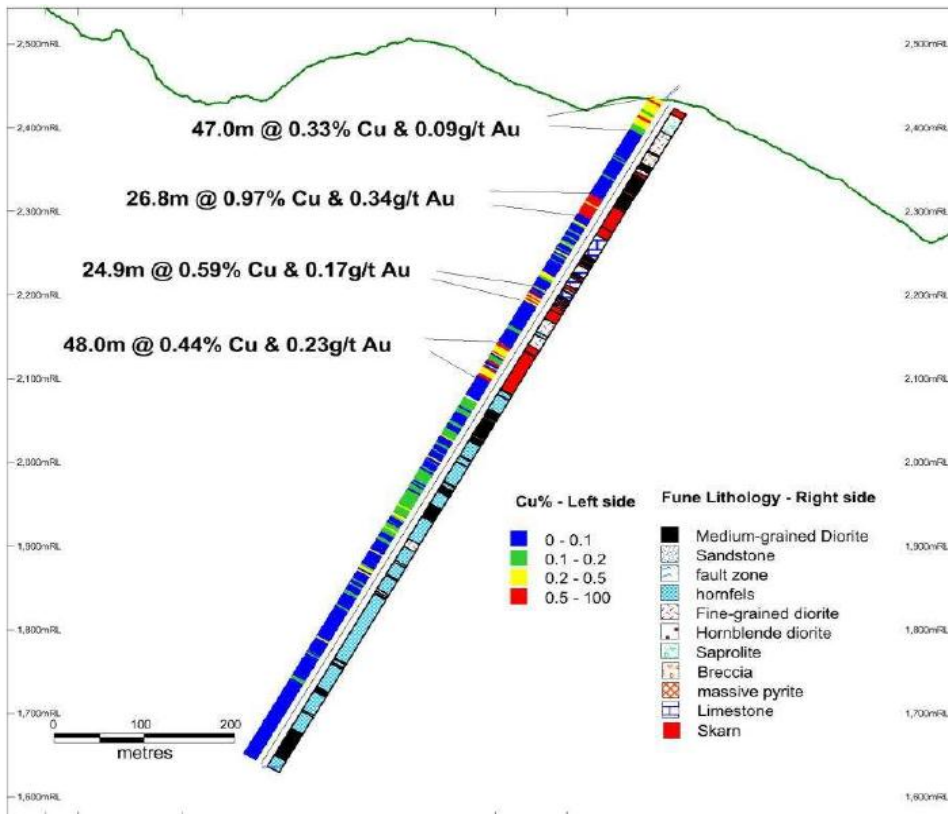 2,500mRL
2,500mRL
2,400mRL
2,400mRL
2,300mRL
2,300mRL
2,200mRL
2,200mRL
2,100mRL
2,100mRL
2,000mRL
2,000mRL
1,900mRL
1,900mRL
1,800mRL
1,800mRL
1,700mRL
1,700mRL
1,600mRL
1,600mRL
47.0m @ 0.33% Cu & 0.09g/t Au
26.8m @ 0.97% Cu & 0.34g/t Au
24.9m @ 0.59% Cu & 0.17g/t Au
48.0m @ 0.44% Cu & 0.23g/t Au
Cu% - Left side
0 - 0.1
0.1 - 0.2
0.2 - 0.5
0.5 - 100
Fune Lithology - Right side
Medium-grained Diorite
Sandstone
fault zone
hornfels
Fine-grained diorite
Hornblende diorite
Saprolite
Breccia
massive pyrite
Limestone
Skarn
0 100 200
metres